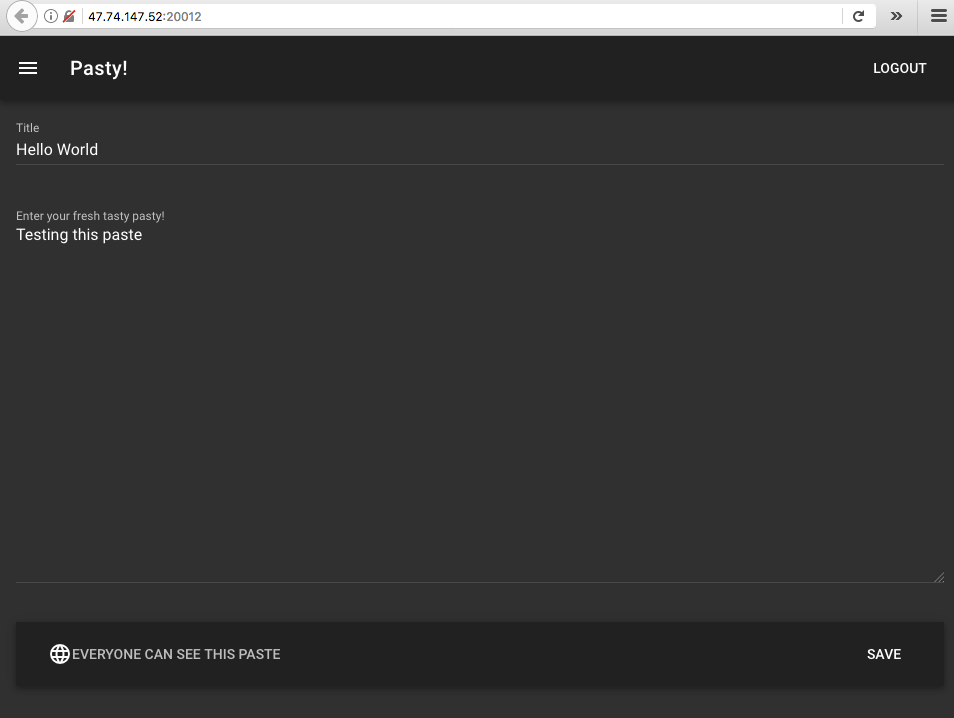 47.74.147.52:20012
Pasty!
LOGOUT
Title
Hello World
Enter your fresh tasty pasty!
Testing this paste
EVERYONE CAN SEE THIS PASTE
SAVE